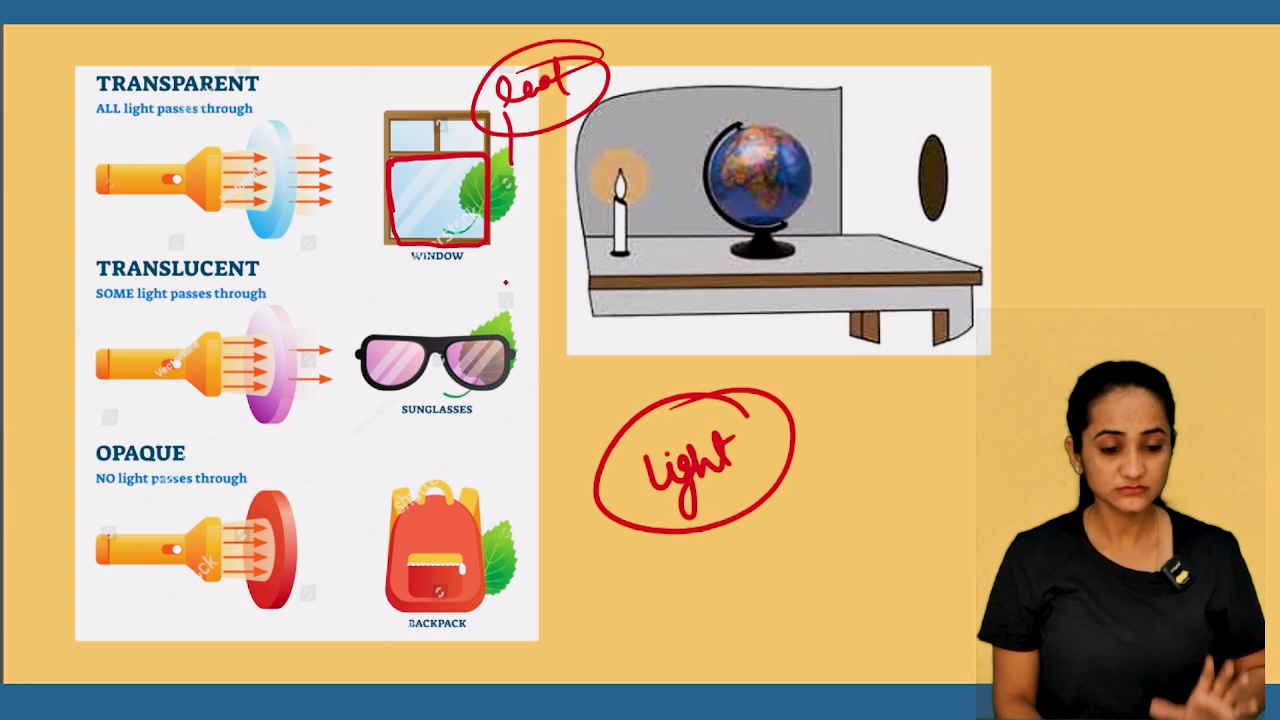 TRANSPARENT
ALL light passes through
leaf
WINDOW
TRANSLUCENT
SOME light passes through
SUNGLASSES
OPAQUE
NO light passes through
BACKPACK
Light